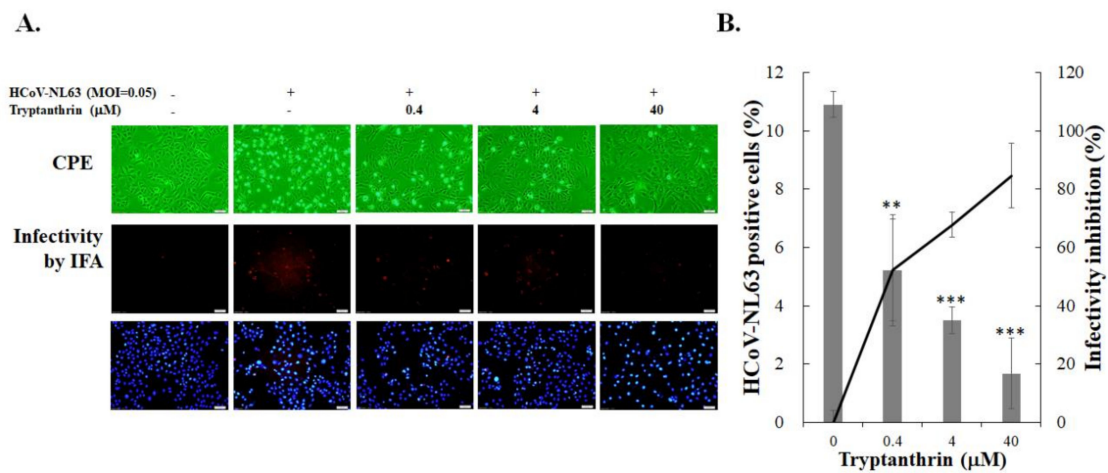 A.
HCoV-NL63 (MOI=0.05) - + + + +
Tryptanthrin (μM) - - 0.4 4 40
CPE
Infectivity
by IFA
B.
12
10
8
6
4
2
0
HCoV-NL63 positive cells (%)
**
***
***
120
100
80
60
40
20
0
Infectivity inhibition (%)
0 0.4 4 40
Tryptanthrin (μM)